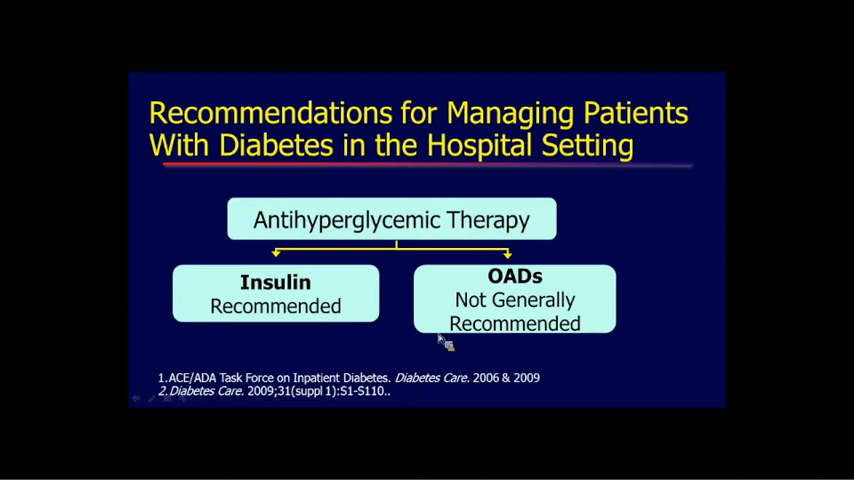 Recommendations for Managing Patients
With Diabetes in the Hospital Setting
Antihyperglycemic Therapy
Insulin
Recommended
OADs
Not Generally
Recommended
1.ACE/ADA Task Force on Inpatient Diabetes. Diabetes Care. 2006 & 2009
2.Diabetes Care. 2009;31(suppl 1):S1-S110..